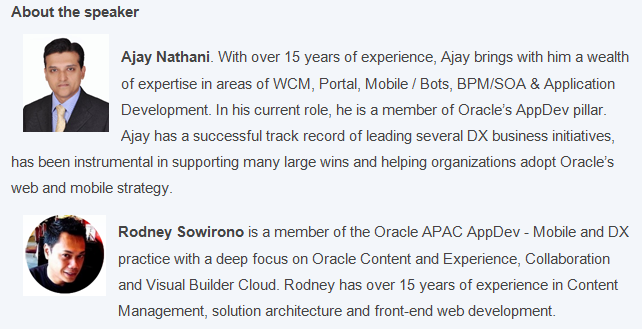 About the speaker
Ajay Nathani. With over 15 years of experience, Ajay brings with him a wealth
of expertise in areas of WCM, Portal, Mobile / Bots, BPM/SOA & Application
Development. In his current role, he is a member of Oracle’s AppDev pillar.
Ajay has a successful track record of leading several DX business initiatives,
has been instrumental in supporting many large wins and helping organizations adopt Oracle’s
web and mobile strategy.
Rodney Sowirono is a member of the Oracle APAC AppDev - Mobile and DX
practice with a deep focus on Oracle Content and Experience, Collaboration
and Visual Builder Cloud. Rodney has over 15 years of experience in Content
Management, solution architecture and front-end web development.